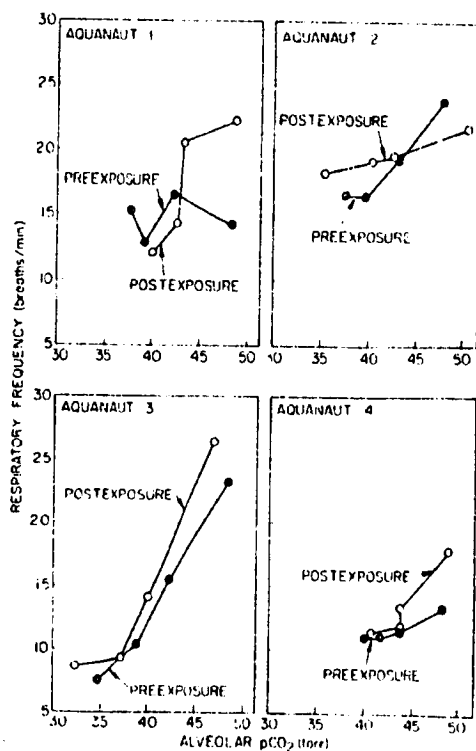 AQUANAUT 1
AQUANAUT 2
30
25
20
15
10
5
PREEXPOSURE
POSTEXPOSURE
POSTEXPOSURE
PREEXPOSURE
30 35 40 45 50
35 40 45 50
AQUANAUT 3
AQUANAUT 4
30
25
20
15
10
5
POSTEXPOSURE
PREEXPOSURE
POSTEXPOSURE
PREEXPOSURE
30 35 40 45 50
30 35 40 45 50
RESPIRATORY FREQUENCY (breaths/min)
ALVEOLAR pCO₂ (torr)